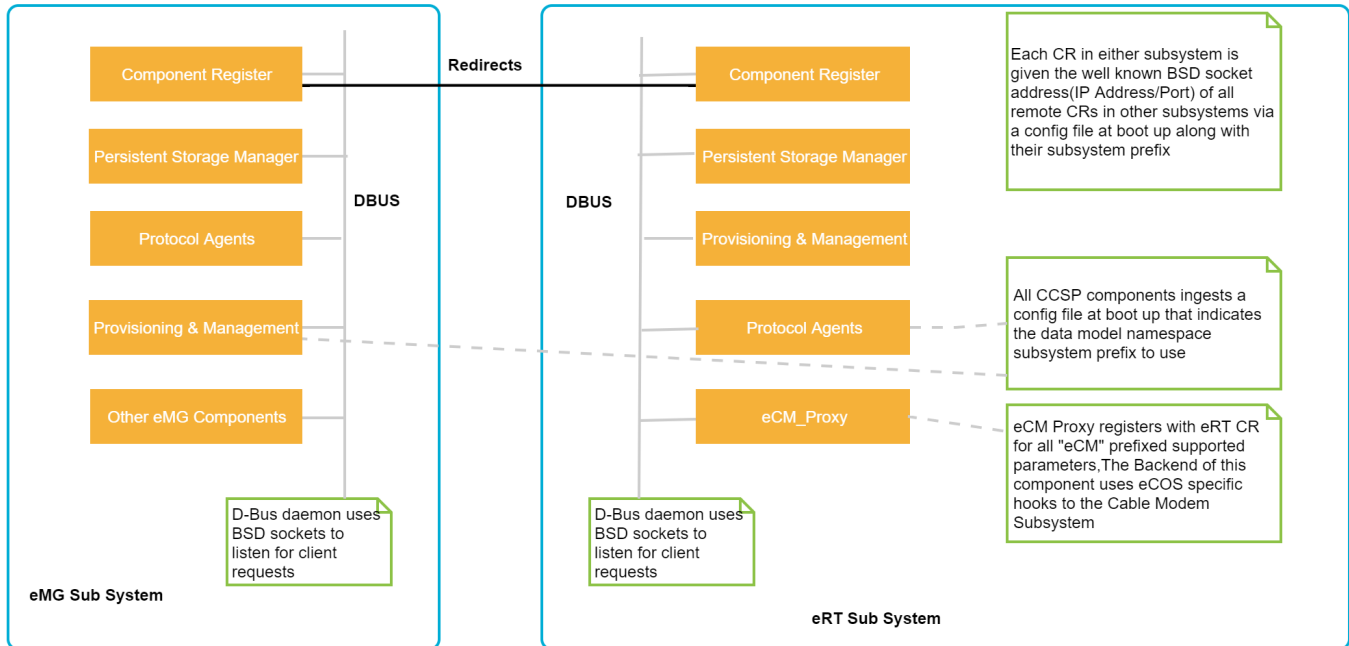 Component Register
Persistent Storage Manager
Protocol Agents
Provisioning & Management
Other eMG Components
DBUS
D-Bus daemon uses
BSD sockets to
listen for client
requests
eMG Sub System
Redirects
DBUS
Component Register
Persistent Storage Manager
Provisioning & Management
Protocol Agents
eCM_Proxy
D-Bus daemon uses
BSD sockets to
listen for client
requests
eRT Sub System
Each CR in either subsystem is
given the well known BSD socket
address(IP Address/Port) of all
remote CRs in other subsystems via
a config file at boot up along with
their subsystem prefix
All CCSP components ingests a
config file at boot up that indicates
the data model namespace
subsystem prefix to use
eCM Proxy registers with eRT CR
for all "eCM" prefixed supported
parameters,The Backend of this
component uses eCOS specific
hooks to the Cable Modem
Subsystem